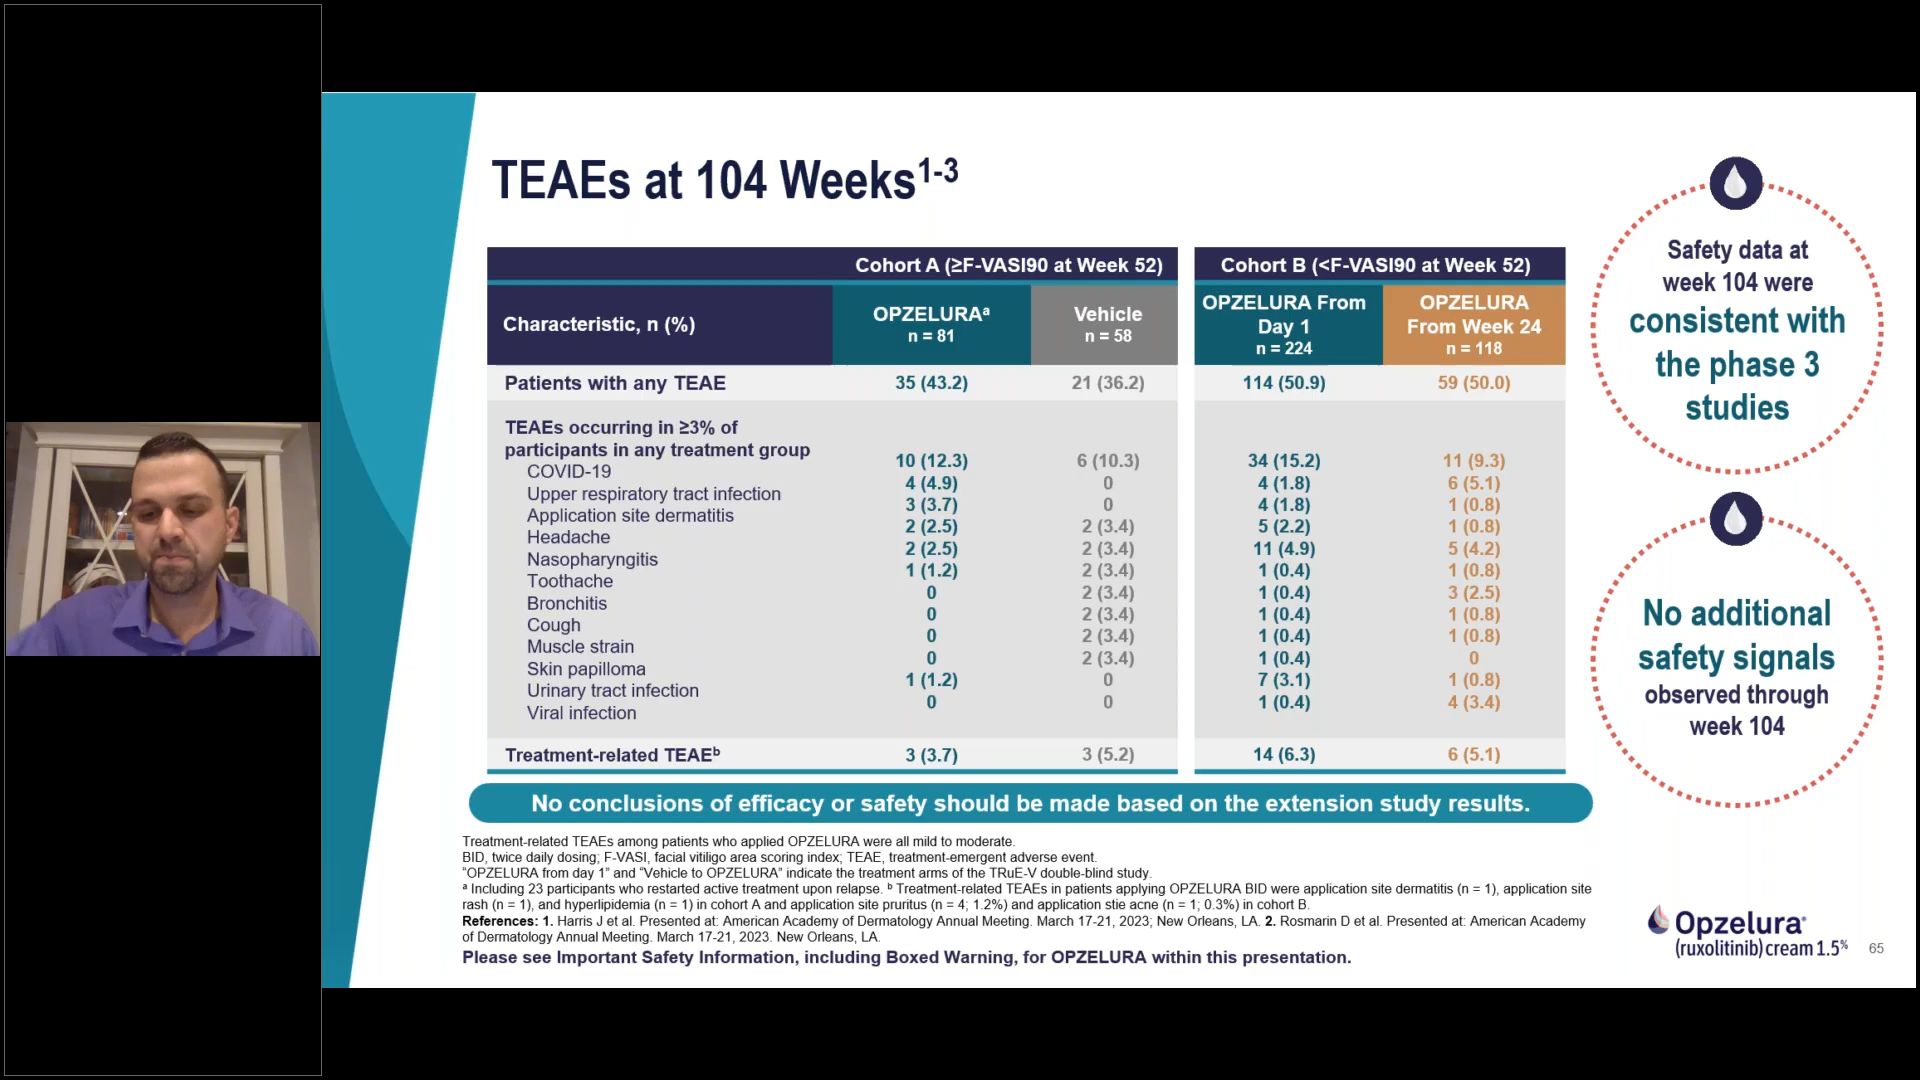 TEAEs at 104 Weeks1-3
Cohort A (≥F-VASI90 at Week 52) Cohort B (<F-VASI90 at Week 52)
Characteristic, n (%) OPZELURAa n = 81 Vehicle n = 58 OPZELURA From Day 1 n = 224 OPZELURA From Week 24 n = 118
Patients with any TEAE 35 (43.2) 21 (36.2) 114 (50.9) 59 (50.0)
TEAEs occurring in ≥3% of
participants in any treatment group
COVID-19 10 (12.3) 6 (10.3) 34 (15.2) 11 (9.3)
Upper respiratory tract infection 4 (4.9) 0 4 (1.8) 6 (5.1)
Application site dermatitis 3 (3.7) 0 4 (1.8) 1 (0.8)
Headache 2 (2.5) 2 (3.4) 5 (2.2) 1 (0.8)
Nasopharyngitis 2 (2.5) 2 (3.4) 11 (4.9) 5 (4.2)
Toothache 1 (1.2) 2 (3.4) 1 (0.4) 1 (0.8)
Bronchitis 0 2 (3.4) 1 (0.4) 3 (2.5)
Cough 0 2 (3.4) 1 (0.4) 1 (0.8)
Muscle strain 0 2 (3.4) 1 (0.4) 1 (0.8)
Skin papilloma 0 2 (3.4) 1 (0.4) 0
Urinary tract infection 1 (1.2) 0 7 (3.1) 1 (0.8)
Viral infection 0 0 1 (0.4) 4 (3.4)
Treatment-related TEAEb 3 (3.7) 3 (5.2) 14 (6.3) 6 (5.1)
Safety data at
week 104 were
consistent with
the phase 3
studies
No additional
safety signals
observed through
week 104
No conclusions of efficacy or safety should be made based on the extension study results.
Treatment-related TEAEs among patients who applied OPZELURA were all mild to moderate.
BID, twice daily dosing; F-VASI, facial vitiligo area scoring index; TEAE, treatment-emergent adverse event.
"OPZELURA from day 1" and "Vehicle to OPZELURA" indicate the treatment arms of the TRuE-V double-blind study.
a Including 23 participants who restarted active treatment upon relapse. b Treatment-related TEAEs in patients applying OPZELURA BID were application site dermatitis (n = 1), application site
rash (n = 1), and hyperlipidemia (n = 1) in cohort A and application site pruritus (n = 4; 1.2%) and application stie acne (n = 1; 0.3%) in cohort B.
References: 1. Harris J et al. Presented at: American Academy of Dermatology Annual Meeting. March 17-21, 2023; New Orleans, LA. 2. Rosmarin D et al. Presented at: American Academy
of Dermatology Annual Meeting. March 17-21, 2023. New Orleans, LA.
Please see Important Safety Information, including Boxed Warning, for OPZELURA within this presentation.
Opzelura®
(ruxolitinib) cream 1.5%
65